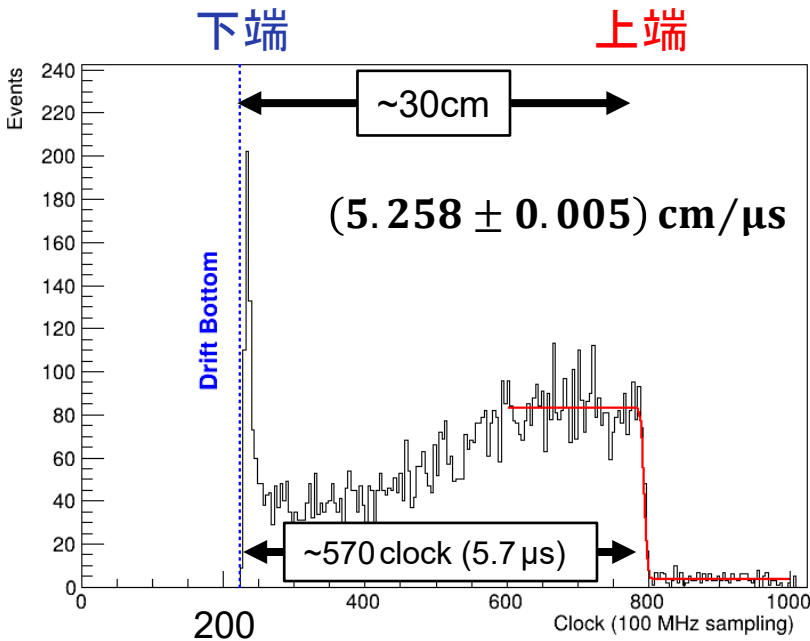 下端
上端
Events
240
220
200
180
160
140
120
100
80
60
40
20
0
~30cm
(5.258 ± 0.005) cm/μs
Drift Bottom
~570 clock (5.7 μs)
0
200
400
600
800
1000
Clock (100 MHz sampling)